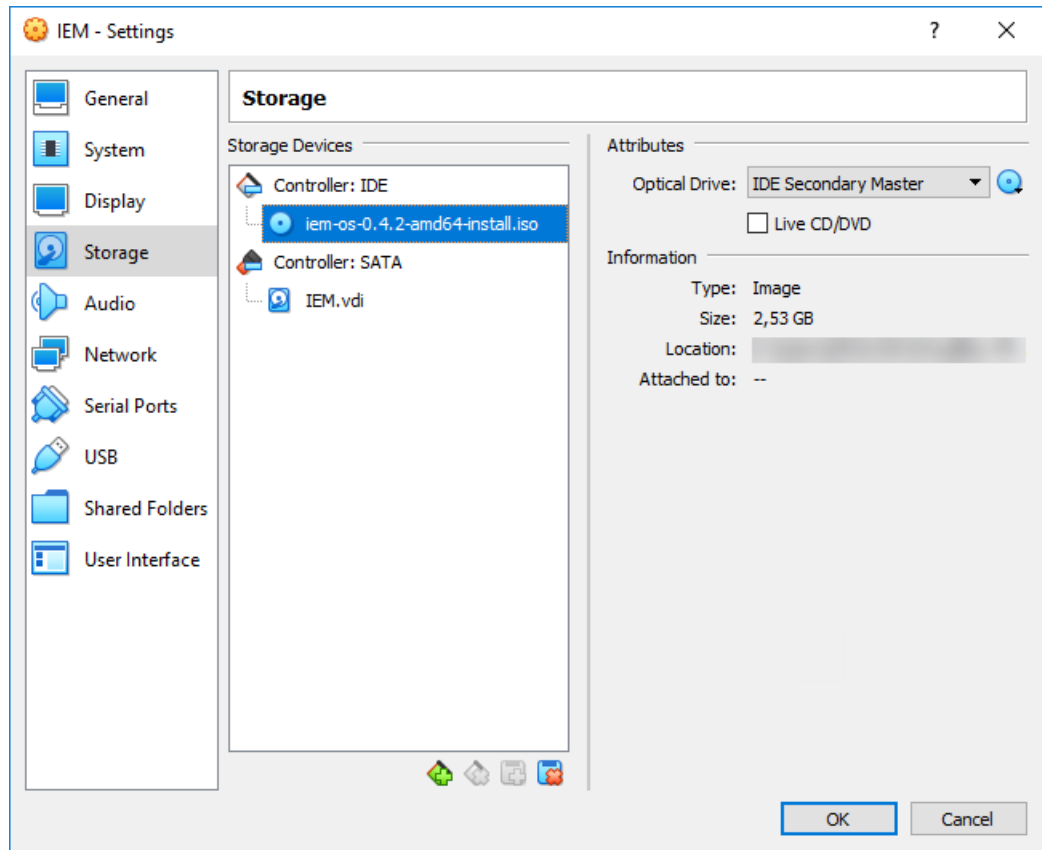 IEM - Settings
?
General
System
Display
Storage
Audio
Network
Serial Ports
USB
Shared Folders
User Interface
Storage
Storage Devices
Controller: IDE
iem-os-0.4.2-amd64-install.iso
Controller: SATA
IEM.vdi
Attributes
Optical Drive: IDE Secondary Master
Live CD/DVD
Information
Type: Image
Size: 2,53 GB
Location:
Attached to: --
OK Cancel